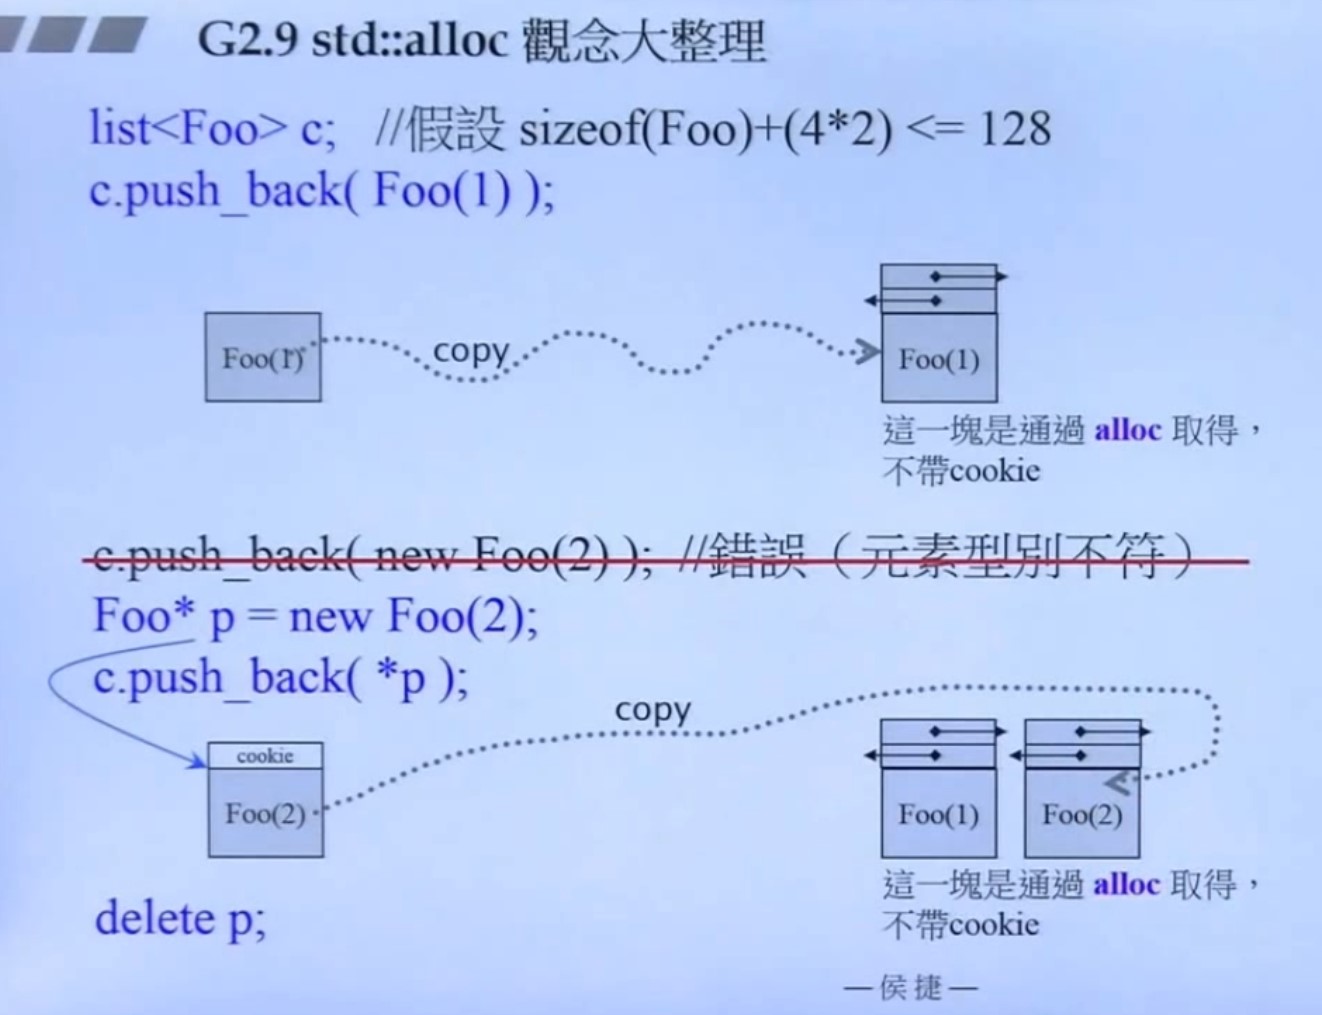 G2.9 std::alloc 觀念大整理
list<Foo> c; //假設 sizeof(Foo)+(4*2) <= 128
c.push_back( Foo(1) );
Foo(1)
copy
Foo(1)
這一塊是通過 alloc 取得，
不帶cookie
c.push_back( new Foo(2) ); //錯誤（元素型別不符）
Foo* p = new Foo(2);
c.push_back( *p );
copy
cookie
Foo(2)
Foo(1)
Foo(2)
這一塊是通過 alloc 取得，
不帶cookie
delete p;
—侯捷—